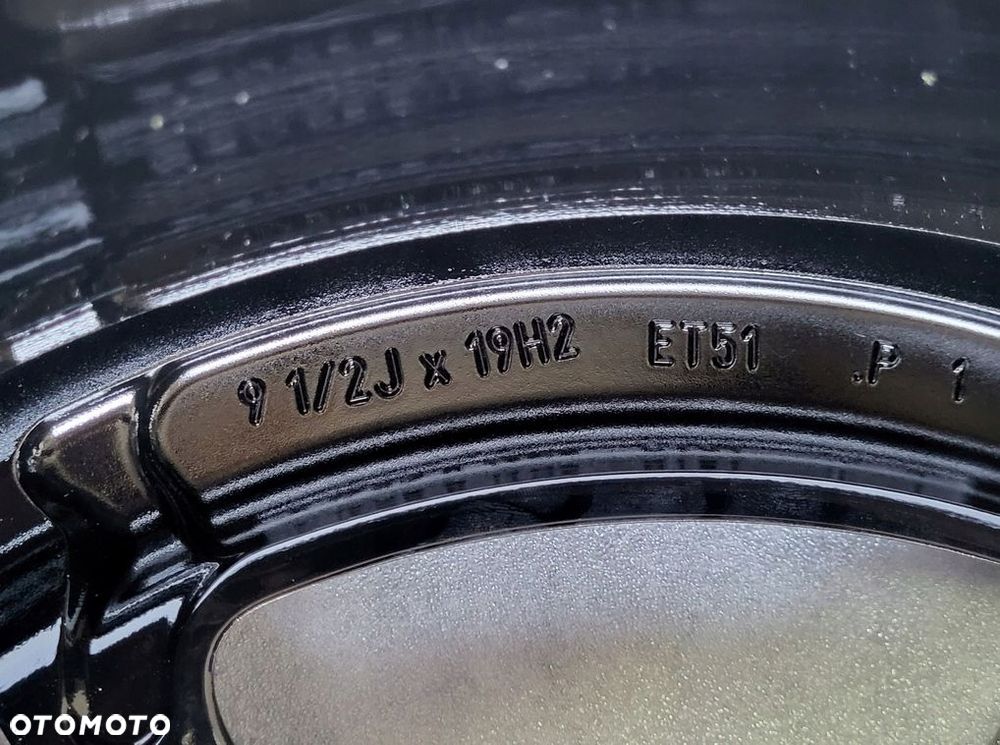 9 1/2J x 19H2 ET51 .P 1
OTOMOTO